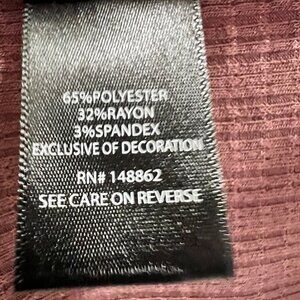 65%POLYESTER
32%RAYON
3%SPANDEX
EXCLUSIVE OF DECORATION
RN# 148862
SEE CARE ON REVERSE